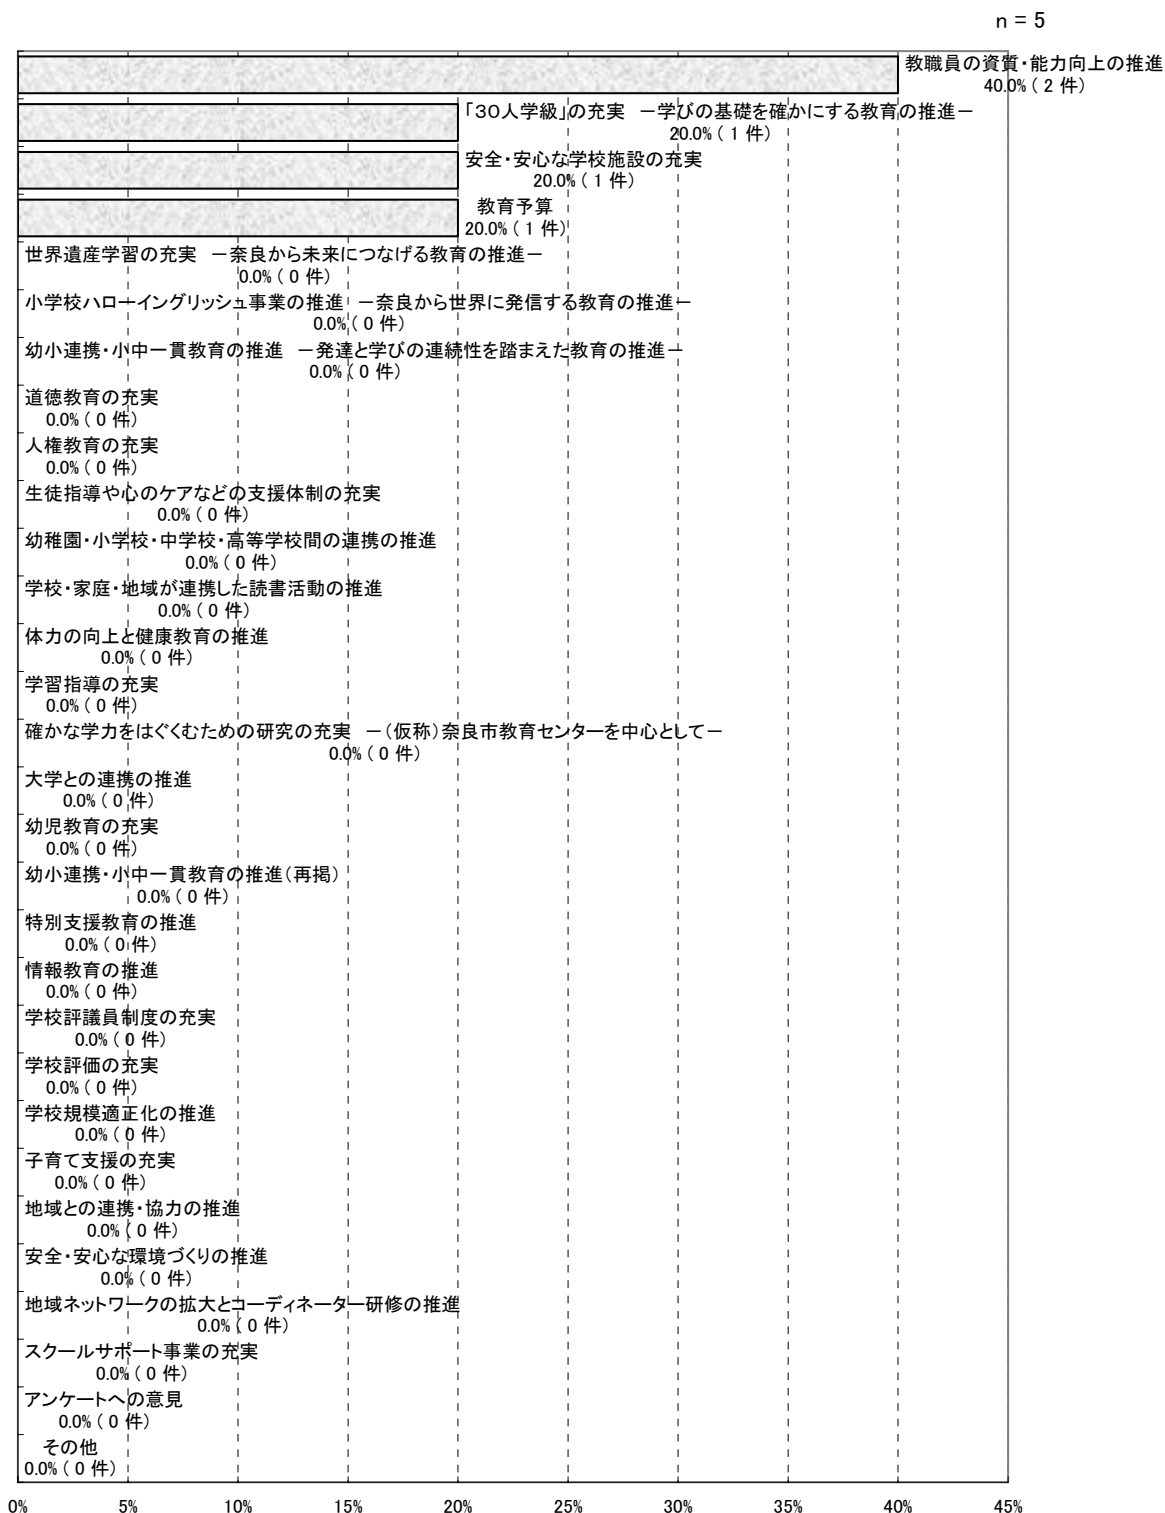 n = 5
教職員の資質・能力向上の推進
40.0% ( 2 件)
「30人学級」の充実　－学びの基礎を確かにする教育の推進－
20.0% ( 1 件)
安全・安心な学校施設の充実
20.0% ( 1 件)
教育予算
20.0% ( 1 件)
世界遺産学習の充実　－奈良から未来につなげる教育の推進－
0.0% ( 0 件)
小学校ハローイングリッシュ事業の推進　－奈良から世界に発信する教育の推進－
0.0% ( 0 件)
幼小連携・小中一貫教育の推進　－発達と学びの連続性を踏まえた教育の推進－
0.0% ( 0 件)
道徳教育の充実
0.0% ( 0 件)
人権教育の充実
0.0% ( 0 件)
生徒指導や心のケアなどの支援体制の充実
0.0% ( 0 件)
幼稚園・小学校・中学校・高等学校間の連携の推進
0.0% ( 0 件)
学校・家庭・地域が連携した読書活動の推進
0.0% ( 0 件)
体力の向上と健康教育の推進
0.0% ( 0 件)
学習指導の充実
0.0% ( 0 件)
確かな学力をはぐくむための研究の充実　－(仮称)奈良市教育センターを中心として－
0.0% ( 0 件)
大学との連携の推進
0.0% ( 0 件)
幼児教育の充実
0.0% ( 0 件)
幼小連携・小中一貫教育の推進(再掲)
0.0% ( 0 件)
特別支援教育の推進
0.0% ( 0 件)
情報教育の推進
0.0% ( 0 件)
学校評議員制度の充実
0.0% ( 0 件)
学校評価の充実
0.0% ( 0 件)
学校規模適正化の推進
0.0% ( 0 件)
子育て支援の充実
0.0% ( 0 件)
地域との連携・協力の推進
0.0% ( 0 件)
安全・安心な環境づくりの推進
0.0% ( 0 件)
地域ネットワークの拡大とコーディネーター研修の推進
0.0% ( 0 件)
スクールサポート事業の充実
0.0% ( 0 件)
アンケートへの意見
0.0% ( 0 件)
その他
0.0% ( 0 件)
0% 5% 10% 15% 20% 25% 30% 35% 40% 45%